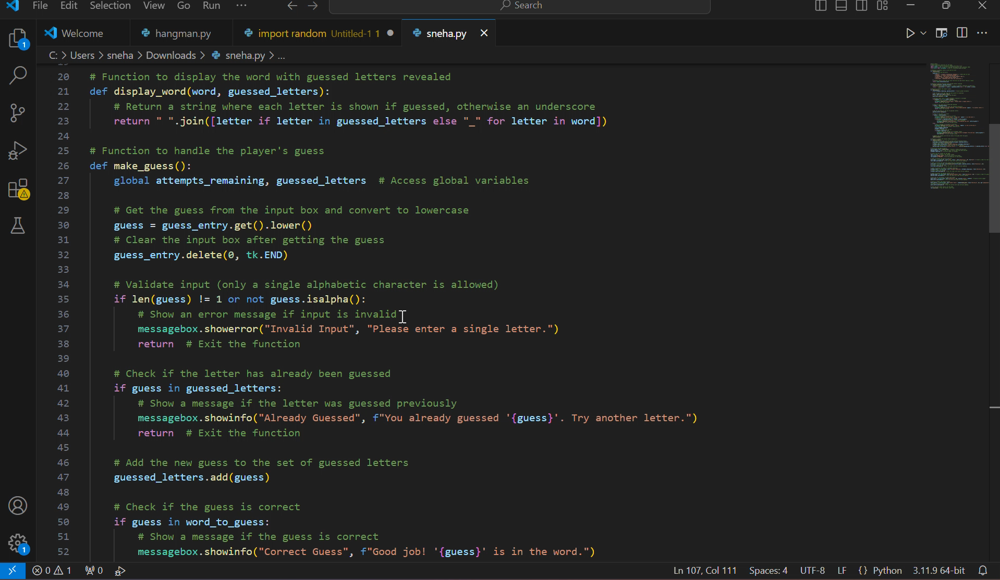 File Edit Selection View Go Run ··· Search
Welcome hangman.py import random Untitled-1 1 sneha.py
C: > Users > sneha > Downloads > sneha.py > ...
20 # Function to display the word with guessed letters revealed
21 def display_word(word, guessed_letters):
22 # Return a string where each letter is shown if guessed, otherwise an underscore
23 return " ".join([letter if letter in guessed_letters else "_" for letter in word])
24
25 # Function to handle the player's guess
26 def make_guess():
27 global attempts_remaining, guessed_letters # Access global variables
28
29 # Get the guess from the input box and convert to lowercase
30 guess = guess_entry.get().lower()
31 # Clear the input box after getting the guess
32 guess_entry.delete(0, tk.END)
33
34 # Validate input (only a single alphabetic character is allowed)
35 if len(guess) != 1 or not guess.isalpha():
36 # Show an error message if input is invalid
37 messagebox.showerror("Invalid Input", "Please enter a single letter.")
38 return # Exit the function
39
40 # Check if the letter has already been guessed
41 if guess in guessed_letters:
42 # Show a message if the letter was guessed previously
43 messagebox.showinfo("Already Guessed", f"You already guessed '{guess}'. Try another letter.")
44 return # Exit the function
45
46 # Add the new guess to the set of guessed letters
47 guessed_letters.add(guess)
48
49 # Check if the guess is correct
50 if guess in word_to_guess:
51 # Show a message if the guess is correct
52 messagebox.showinfo("Correct Guess", f"Good job! '{guess}' is in the word.")
1
1
0 1 0 Ln 107, Col 111 Spaces: 4 UTF-8 LF {} Python 3.11.9 64-bit